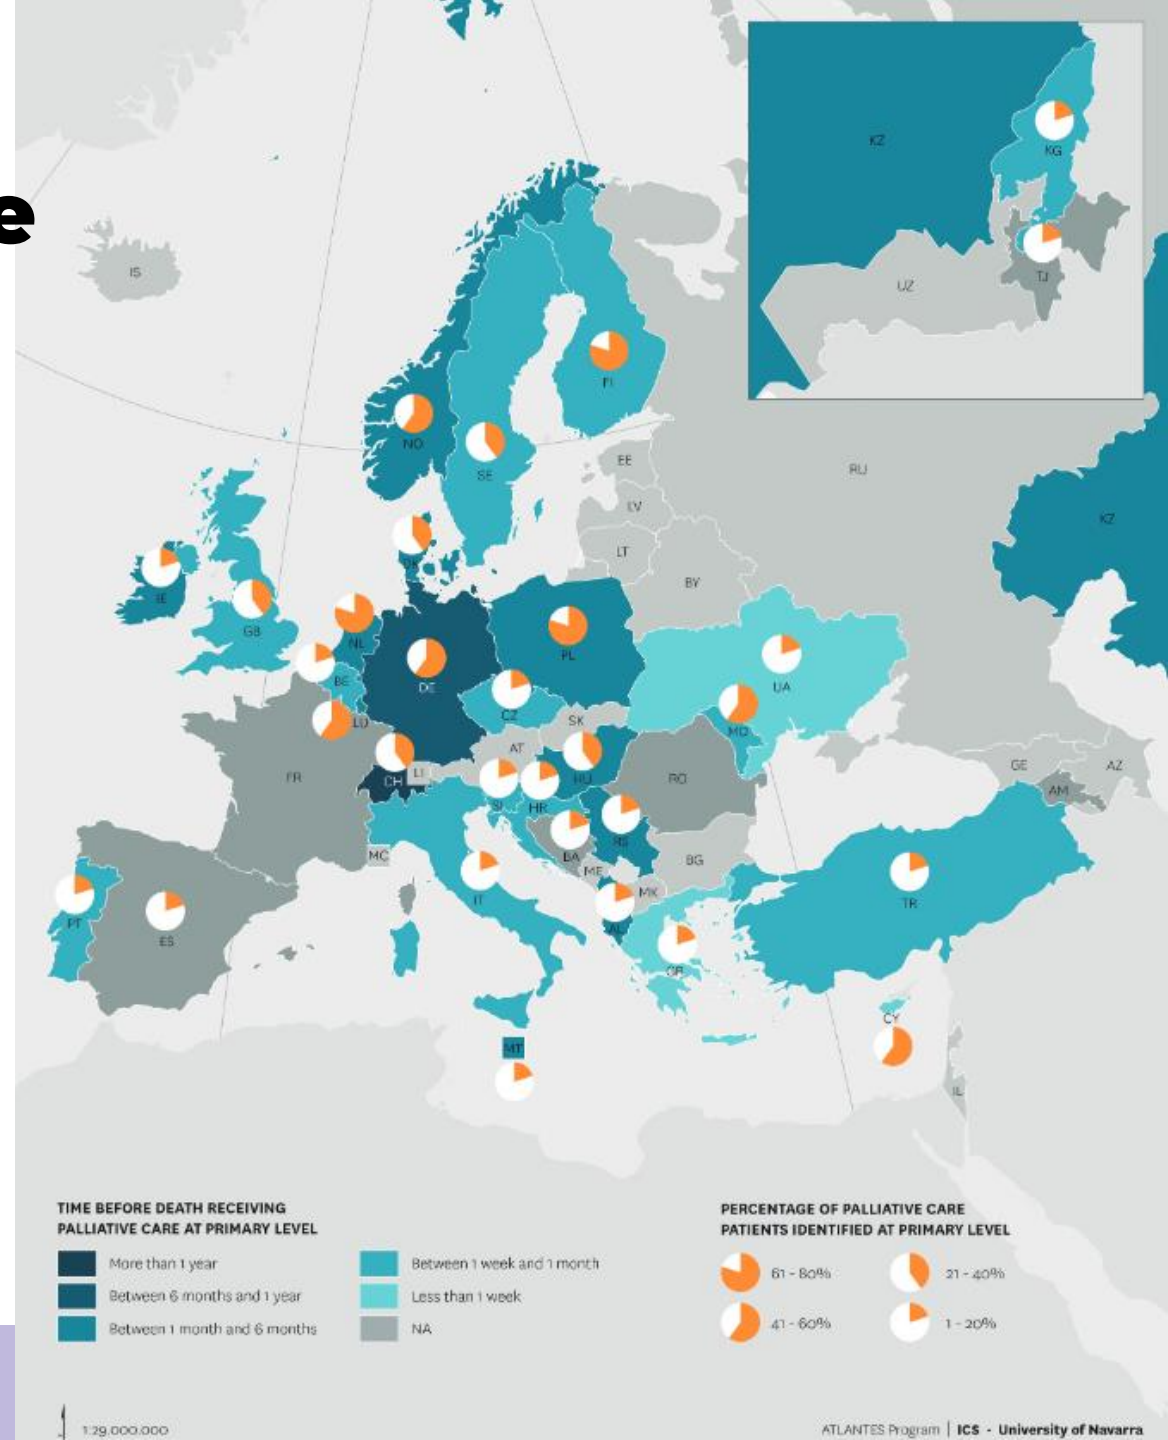 e
KZ
KG
UZ
TJ
IS
FI
NO
SE
EE
LV
LT
RU
KZ
DK
BY
IE
GB
NL
PL
DE
BE
UA
CZ
LU
SK
MD
AT
CH
LI
FR
HU
RO
GE
AZ
AM
SI
HR
BA
RS
MC
ME
BG
MK
IT
TR
PT
ES
AL
GR
CY
MT
IL
TIME BEFORE DEATH RECEIVING
PALLIATIVE CARE AT PRIMARY LEVEL
More than 1 year
Between 6 months and 1 year
Between 1 month and 6 months
Between 1 week and 1 month
Less than 1 week
NA
PERCENTAGE OF PALLIATIVE CARE
PATIENTS IDENTIFIED AT PRIMARY LEVEL
61 - 80%
41 - 60%
21 - 40%
1 - 20%
1:29.000.000
ATLANTES Program | ICS - University of Navarra